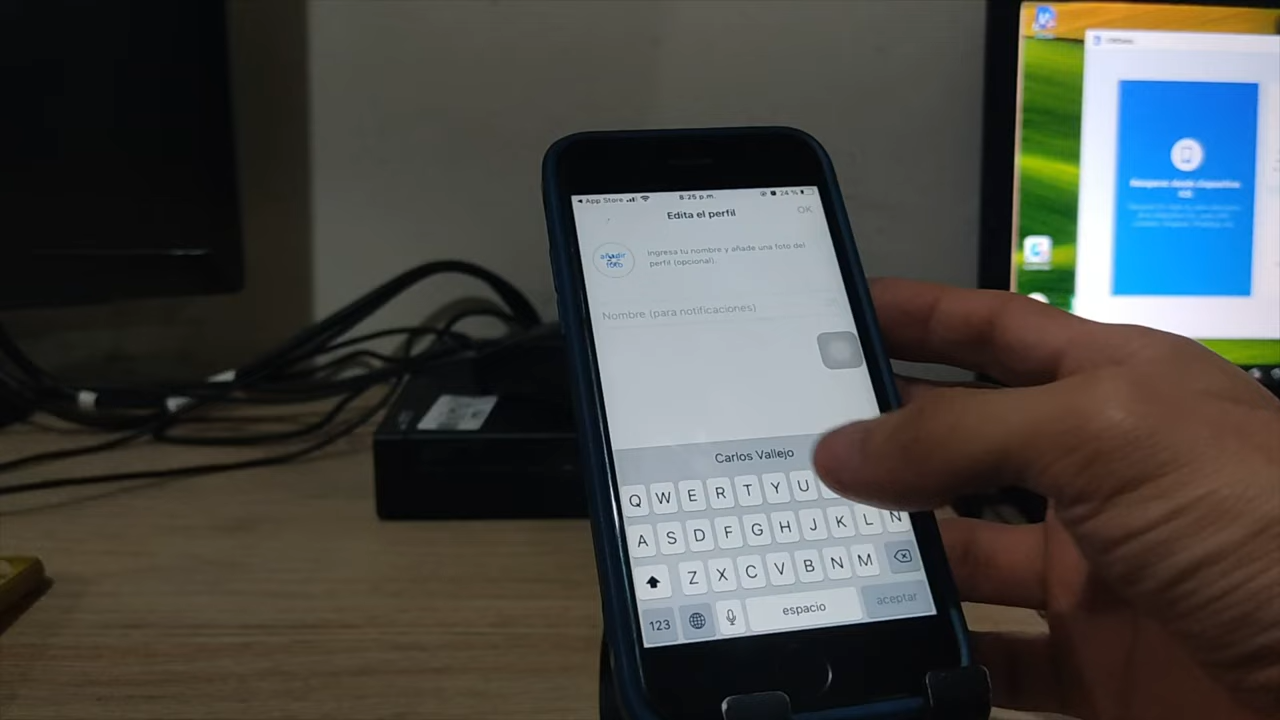 App Store
8:25 p.m.
24 %
Edita el perfil
OK
añadir
foto
Ingresa tu nombre y añade una foto del
perfil (opcional).
Nombre (para notificaciones)
Carlos Vallejo
Q W E R T Y U
A S D F G H J K L Ñ
Z X C V B N M
123
espacio
aceptar